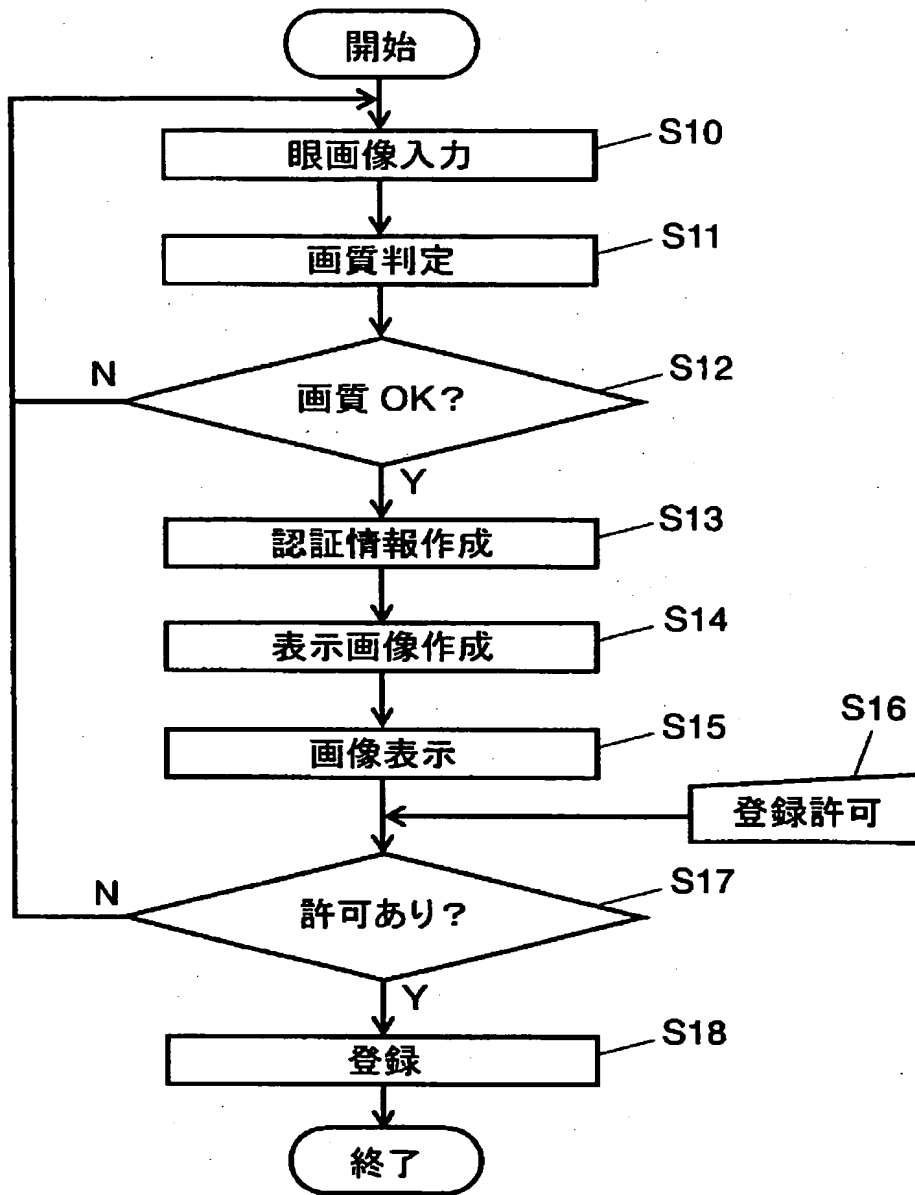 開始
眼画像入力
S10
画質判定
S11
画質 OK?
S12
N
Y
認証情報作成
S13
表示画像作成
S14
画像表示
S15
S16
登録許可
許可あり?
S17
N
Y
登録
S18
終了